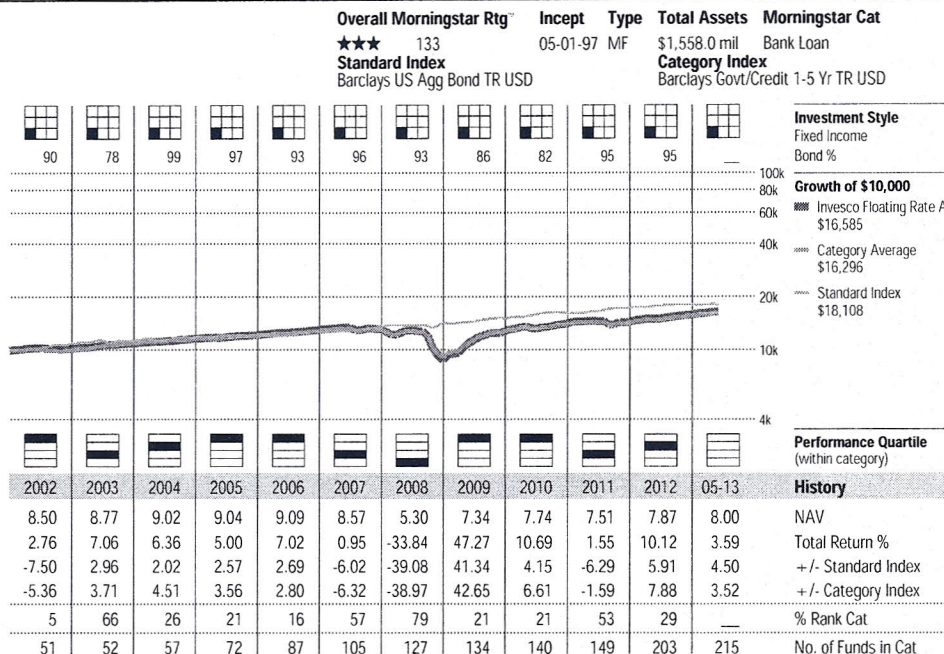 Overall Morningstar Rtg™ Incept Type Total Assets Morningstar Cat
★★★ 133 05-01-97 MF $1,558.0 mil Bank Loan
Standard Index Category Index
Barclays US Agg Bond TR USD Barclays Govt/Credit 1-5 Yr TR USD
Investment Style
Fixed Income
90 78 99 97 93 96 93 86 82 95 95 __ Bond %
100k
80k
60k
40k
20k
10k
4k
Growth of $10,000
Invesco Floating Rate A
$16,585
Category Average
$16,296
Standard Index
$18,108
Performance Quartile
(within category)
2002 2003 2004 2005 2006 2007 2008 2009 2010 2011 2012 05-13 History
8.50 8.77 9.02 9.04 9.09 8.57 5.30 7.34 7.74 7.51 7.87 8.00 NAV
2.76 7.06 6.36 5.00 7.02 0.95 -33.84 47.27 10.69 1.55 10.12 3.59 Total Return %
-7.50 2.96 2.02 2.57 2.69 -6.02 -39.08 41.34 4.15 -6.29 5.91 4.50 +/- Standard Index
-5.36 3.71 4.51 3.56 2.80 -6.32 -38.97 42.65 6.61 -1.59 7.88 3.52 +/- Category Index
5 66 26 21 16 57 79 21 21 53 29 __ % Rank Cat
51 52 57 72 87 105 127 134 140 149 203 215 No. of Funds in Cat